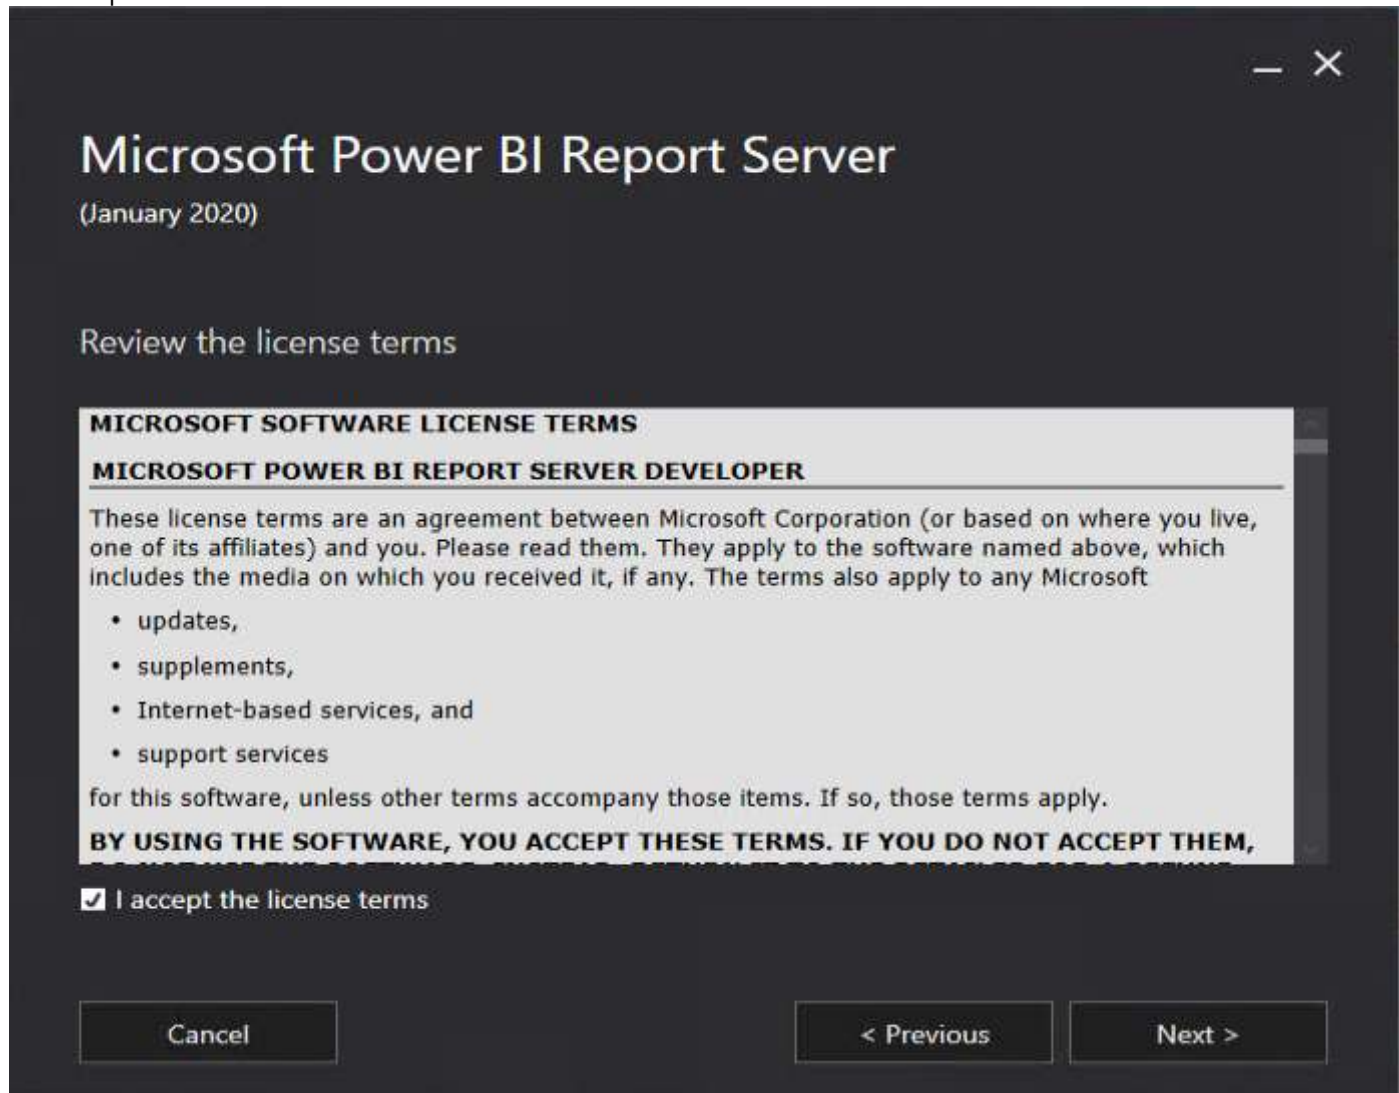 Microsoft Power BI Report Server
(January 2020)
Review the license terms
MICROSOFT SOFTWARE LICENSE TERMS
MICROSOFT POWER BI REPORT SERVER DEVELOPER
These license terms are an agreement between Microsoft Corporation (or based on where you live,
one of its affiliates) and you. Please read them. They apply to the software named above, which
includes the media on which you received it, if any. The terms also apply to any Microsoft
• updates,
• supplements,
• Internet-based services, and
• support services
for this software, unless other terms accompany those items. If so, those terms apply.
BY USING THE SOFTWARE, YOU ACCEPT THESE TERMS. IF YOU DO NOT ACCEPT THEM,
I accept the license terms
Cancel
< Previous
Next >